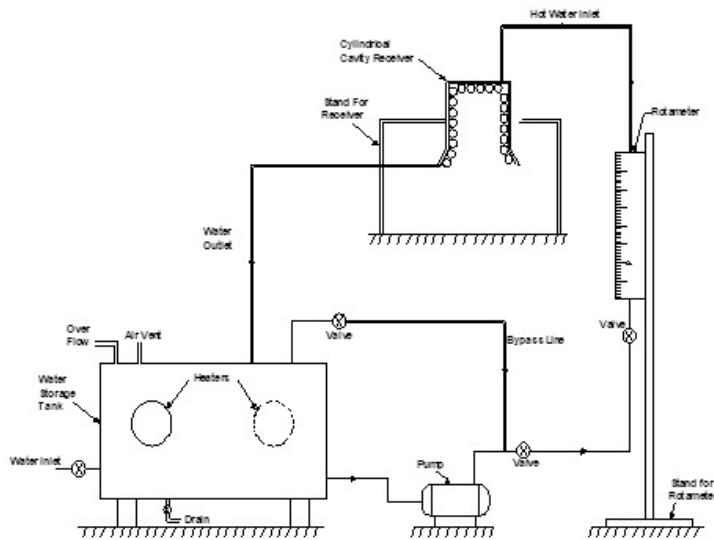 Hot Water Inlet
Cylindrical
Cavity Receiver
Stand For
Receiver
Rotameter
Water
Outlet
Over
Flow
Air Vent
Valve
Bypass Line
Valve
Water
Storage
Tank
Heaters
Water Inlet
Pump
Valve
Drain
Stand for
Rotamete